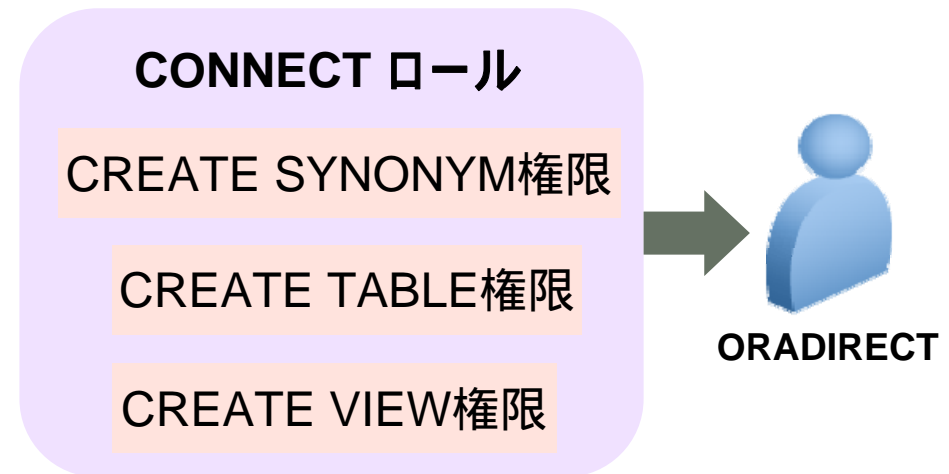 CONNECT ロール
CREATE SYNONYM権限
CREATE TABLE権限
CREATE VIEW権限
ORADIRECT